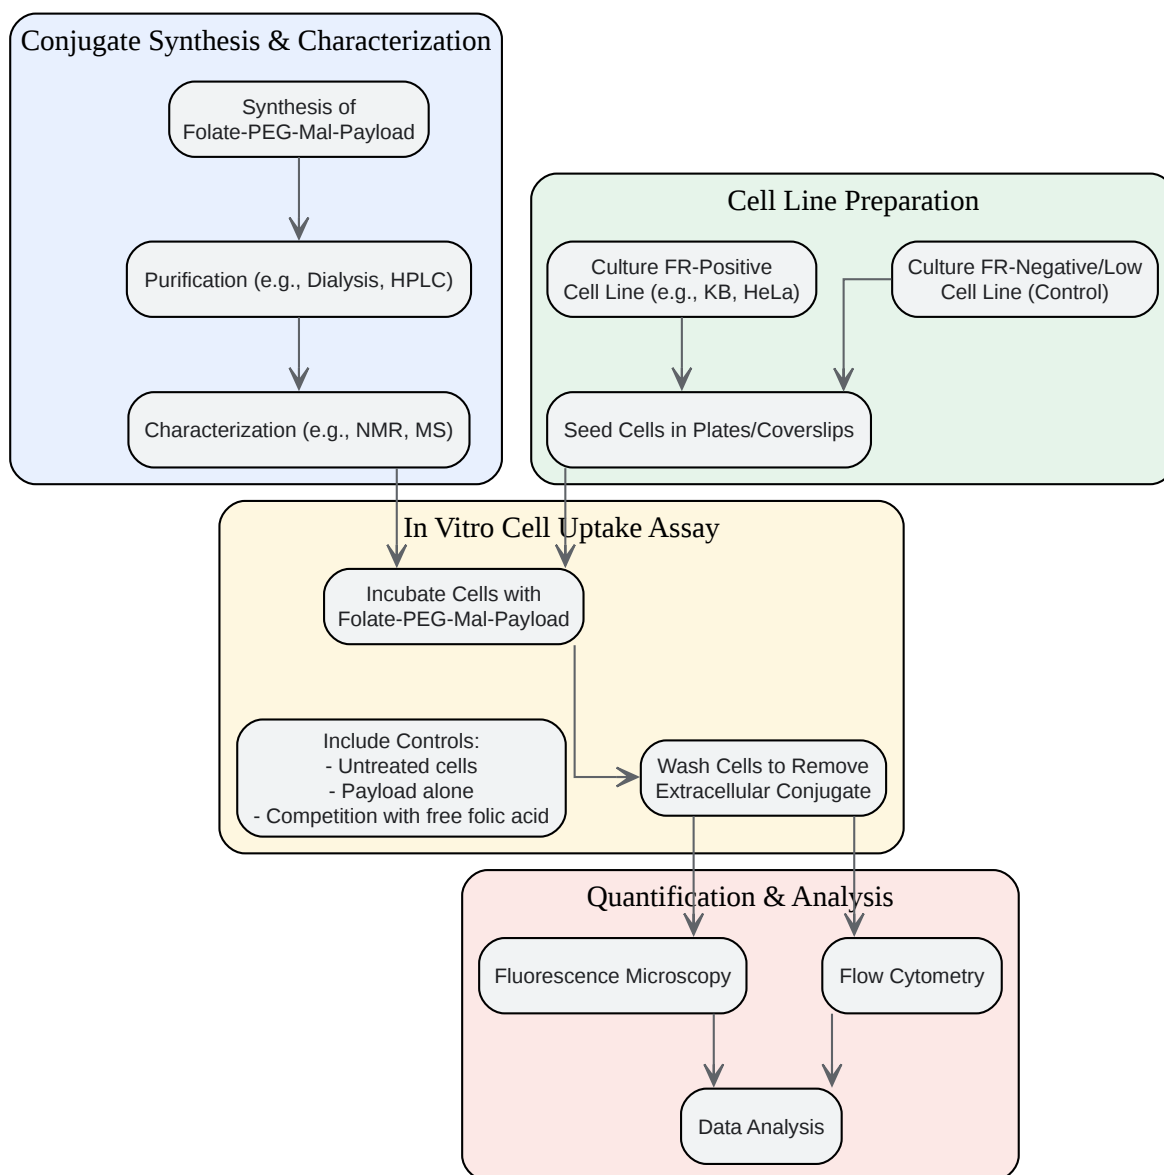 Conjugate Synthesis & Characterization
Synthesis of
Folate-PEG-Mal-Payload
Purification (e.g., Dialysis, HPLC)
Characterization (e.g., NMR, MS)
Cell Line Preparation
Culture FR-Positive
Cell Line (e.g., KB, HeLa)
Culture FR-Negative/Low
Cell Line (Control)
Seed Cells in Plates/Coverslips
In Vitro Cell Uptake Assay
Incubate Cells with
Folate-PEG-Mal-Payload
Include Controls:
- Untreated cells
- Payload alone
- Competition with free folic acid
Wash Cells to Remove
Extracellular Conjugate
Quantification & Analysis
Fluorescence Microscopy
Flow Cytometry
Data Analysis